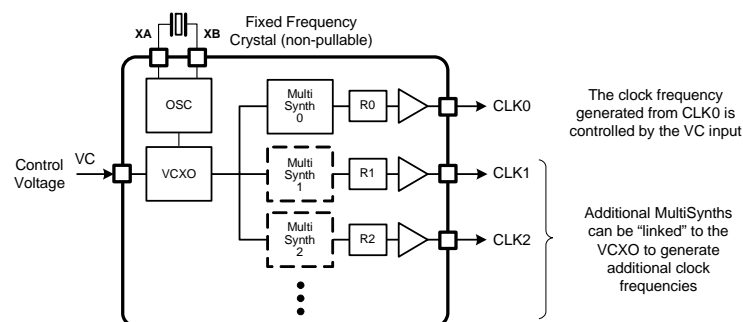 Fixed Frequency
Crystal (non-pullable)
XA
XB
OSC
Multi
Synth
0
R0
CLK0
The clock frequency
generated from CLK0 is
controlled by the VC input
Control
Voltage
VC
VCXO
Multi
Synth
1
R1
CLK1
Multi
Synth
2
R2
CLK2
Additional MultiSynths
can be “linked” to the
VCXO to generate
additional clock
frequencies